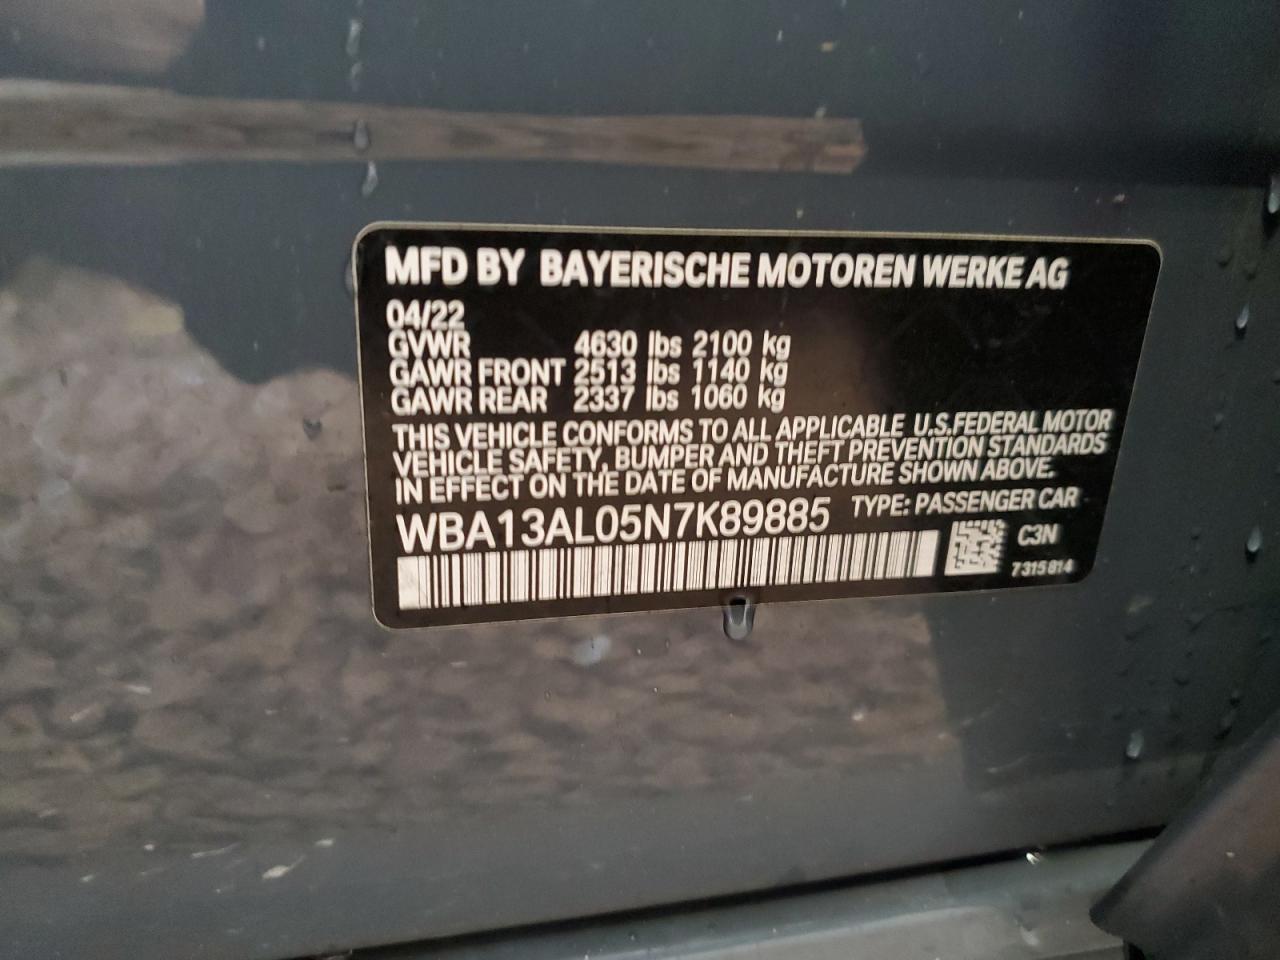 MFD BY BAYERISCHE MOTOREN WERKE AG
04/22
GVWR 4630 lbs 2100 kg
GAWR FRONT 2513 lbs 1140 kg
GAWR REAR 2337 lbs 1060 kg
THIS VEHICLE CONFORMS TO ALL APPLICABLE U.S.FEDERAL MOTOR
VEHICLE SAFETY, BUMPER AND THEFT PREVENTION STANDARDS
IN EFFECT ON THE DATE OF MANUFACTURE SHOWN ABOVE.
WBA13AL05N7K89885 TYPE: PASSENGER CAR
C3N
7315814